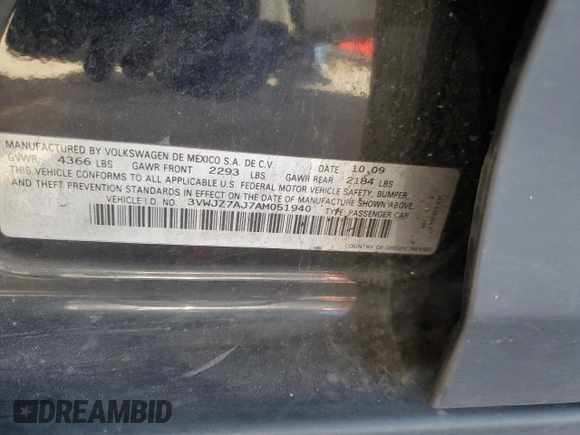 MANUFACTURED BY VOLKSWAGEN DE MEXICO S.A. DE C.V. 10 09
GVWR 4366 LBS GAWR FRONT 2293 LBS GAWR REAR 2184 LBS
THIS VEHICLE CONFORMS TO ALL APPLICABLE U.S. FEDERAL MOTOR VEHICLE SAFETY, BUMPER,
AND THEFT PREVENTION STANDARDS IN EFFECT ON THE DATE OF MANUFACTURE SHOWN ABOVE.
VEHICLE I.D. NO. 3VWJZ7AJ7AM051940 TYPE PASSENGER CAR
COUNTRY OF ORIGIN: MEXICO
DREAMBID